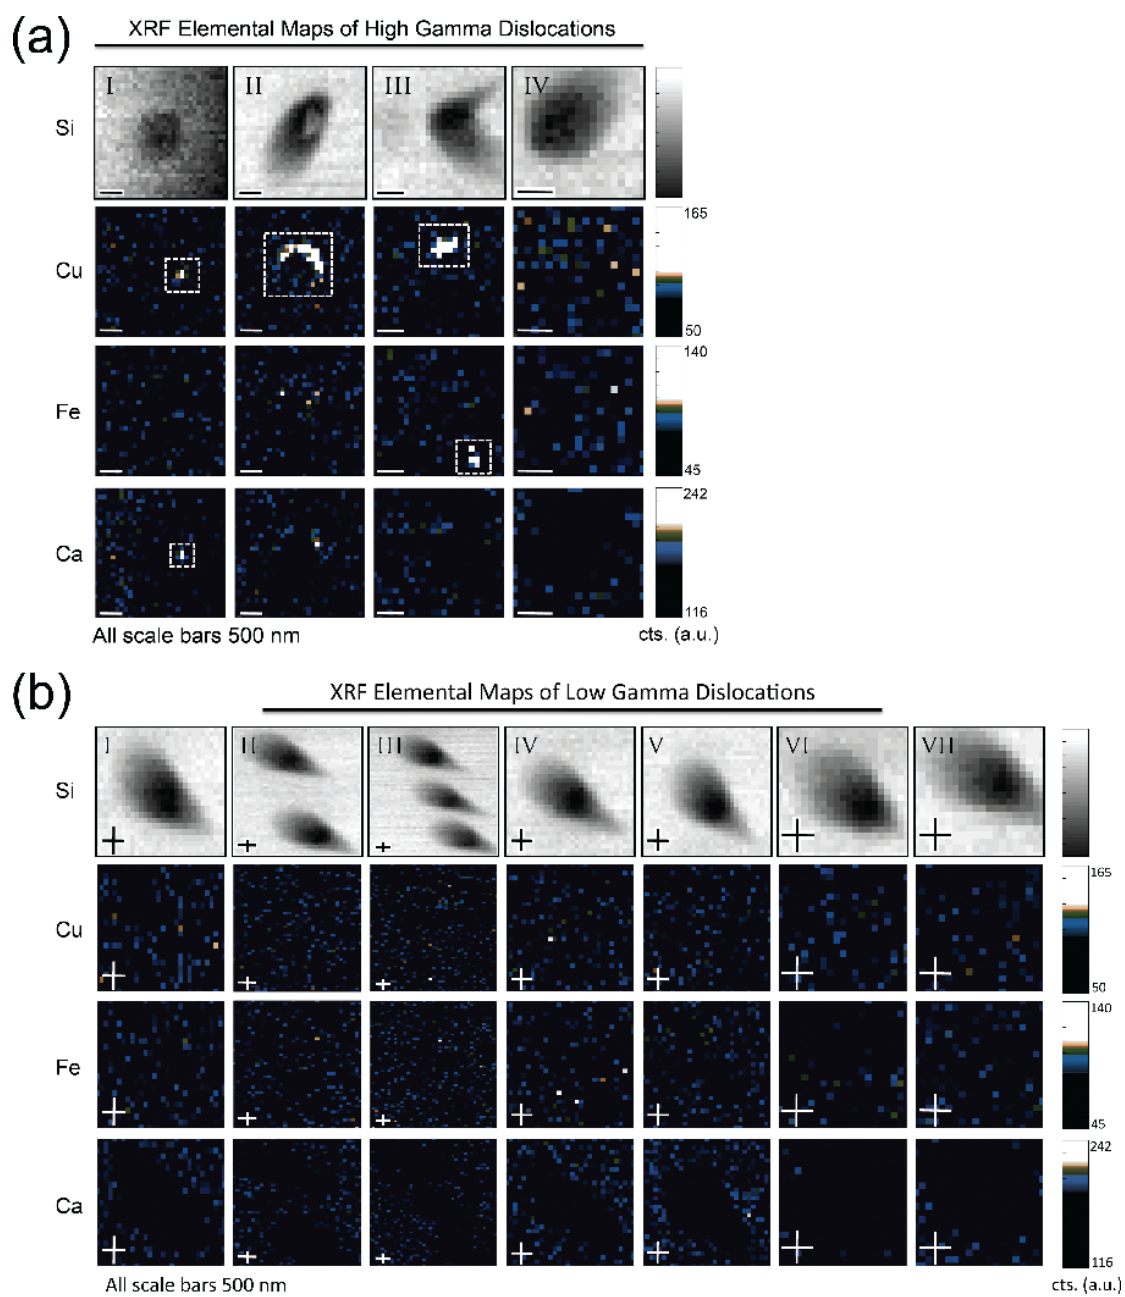 (a)
XRF Elemental Maps of High Gamma Dislocations
I II III IV
Si
165
Cu
50
140
Fe
45
242
Ca
116
All scale bars 500 nm cts. (a.u.)
(b)
XRF Elemental Maps of Low Gamma Dislocations
I II III IV V VI VII
Si
165
Cu
50
140
Fe
45
242
Ca
116
All scale bars 500 nm cts. (a.u.)